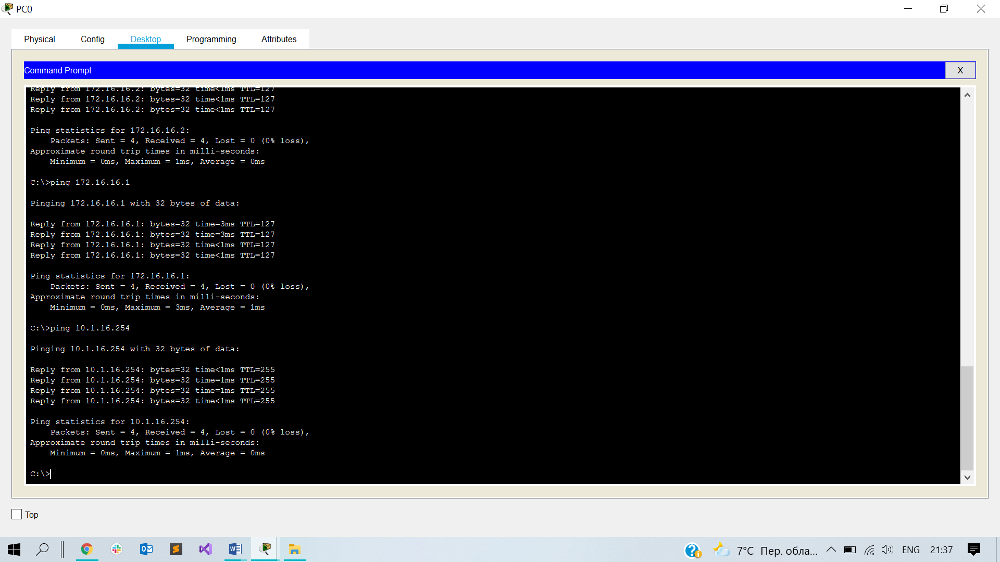 PC0
Physical Config Desktop Programming Attributes
Command Prompt
X
Reply from 172.16.16.2: bytes=32 time<1ms TTL=127
Reply from 172.16.16.2: bytes=32 time<1ms TTL=127
Reply from 172.16.16.2: bytes=32 time<1ms TTL=127
Ping statistics for 172.16.16.2:
Packets: Sent = 4, Received = 4, Lost = 0 (0% loss),
Approximate round trip times in milli-seconds:
Minimum = 0ms, Maximum = 1ms, Average = 0ms
C:\>ping 172.16.16.1
Pinging 172.16.16.1 with 32 bytes of data:
Reply from 172.16.16.1: bytes=32 time=3ms TTL=127
Reply from 172.16.16.1: bytes=32 time=3ms TTL=127
Reply from 172.16.16.1: bytes=32 time<1ms TTL=127
Reply from 172.16.16.1: bytes=32 time<1ms TTL=127
Ping statistics for 172.16.16.1:
Packets: Sent = 4, Received = 4, Lost = 0 (0% loss),
Approximate round trip times in milli-seconds:
Minimum = 0ms, Maximum = 3ms, Average = 1ms
C:\>ping 10.1.16.254
Pinging 10.1.16.254 with 32 bytes of data:
Reply from 10.1.16.254: bytes=32 time<1ms TTL=255
Reply from 10.1.16.254: bytes=32 time=1ms TTL=255
Reply from 10.1.16.254: bytes=32 time=1ms TTL=255
Reply from 10.1.16.254: bytes=32 time<1ms TTL=255
Ping statistics for 10.1.16.254:
Packets: Sent = 4, Received = 4, Lost = 0 (0% loss),
Approximate round trip times in milli-seconds:
Minimum = 0ms, Maximum = 1ms, Average = 0ms
C:\>
Top
7°C Пер. обла... ENG 21:37